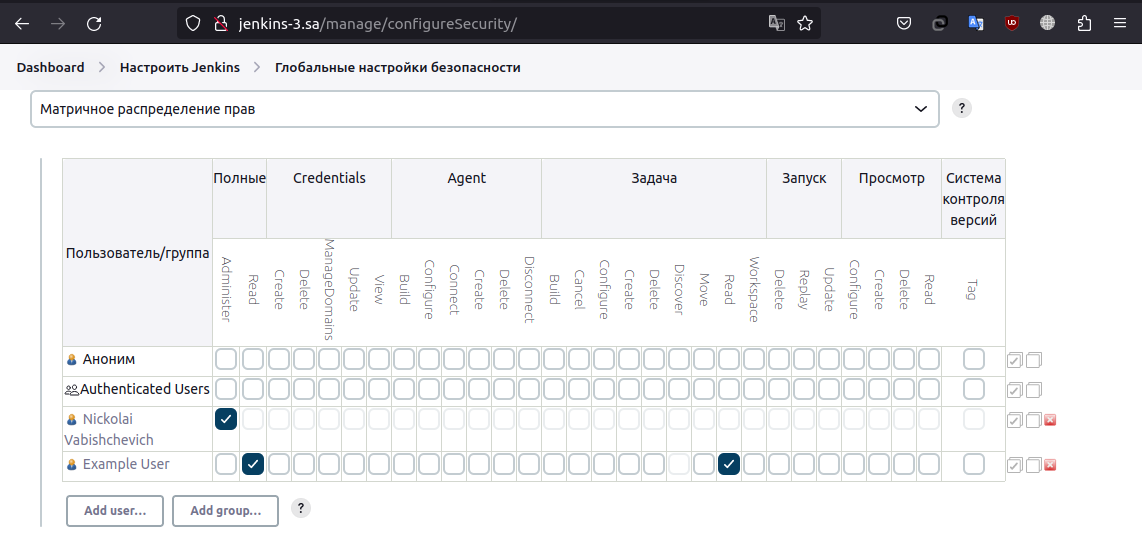 jenkins-3.sa/manage/configureSecurity/
Dashboard > Настроить Jenkins > Глобальные настройки безопасности
Матричное распределение прав
?
Пользователь/группа
Полные
Credentials
Agent
Задача
Запуск
Просмотр
Система
контроля
версий
Administer
Read
Create
Delete
ManageDomains
Update
View
Build
Configure
Connect
Create
Delete
Disconnect
Build
Cancel
Configure
Create
Delete
Discover
Move
Read
Workspace
Delete
Replay
Update
Configure
Create
Delete
Read
Tag
Аноним
Authenticated Users
Nickolai
Vabishchevich
Example User
Add user...
Add group...
?